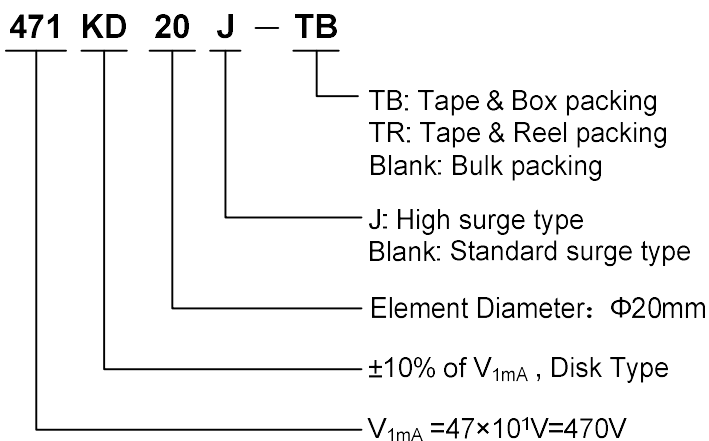 471 KD 20 J — TB
TB: Tape & Box packing
TR: Tape & Reel packing
Blank: Bulk packing
J: High surge type
Blank: Standard surge type
Element Diameter：Φ20mm
±10% of V1mA , Disk Type
V1mA =47×10¹V=470V